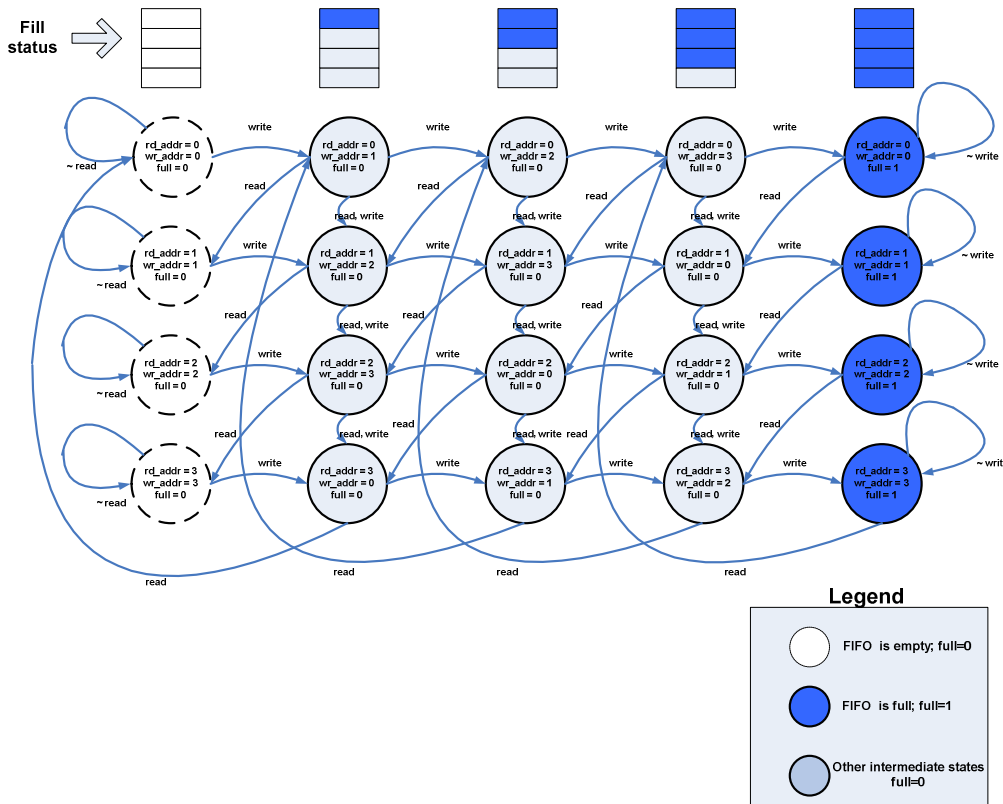 Fill
status
write
write
write
write
rd_addr = 0
wr_addr = 0
full = 0
rd_addr = 0
wr_addr = 1
full = 0
rd_addr = 0
wr_addr = 2
full = 0
rd_addr = 0
wr_addr = 3
full = 0
rd_addr = 0
wr_addr = 0
full = 1
~ read
~ write
read
read
read
read
read, write
read, write
read, write
write
write
write
write
rd_addr = 1
wr_addr = 1
full = 0
rd_addr = 1
wr_addr = 2
full = 0
rd_addr = 1
wr_addr = 3
full = 0
rd_addr = 1
wr_addr = 0
full = 0
rd_addr = 1
wr_addr = 1
full = 1
~ read
~ write
read
read
read
read
read, write
read, write
read, write
write
write
write
write
rd_addr = 2
wr_addr = 2
full = 0
rd_addr = 2
wr_addr = 3
full = 0
rd_addr = 2
wr_addr = 0
full = 0
rd_addr = 2
wr_addr = 1
full = 0
rd_addr = 2
wr_addr = 2
full = 1
~ read
~ write
read
read
read
read
read, write
read, write
read, write
write
write
write
write
rd_addr = 3
wr_addr = 3
full = 0
rd_addr = 3
wr_addr = 0
full = 0
rd_addr = 3
wr_addr = 1
full = 0
rd_addr = 3
wr_addr = 2
full = 0
rd_addr = 3
wr_addr = 3
full = 1
~ read
~ writ
read
read
read
read
Legend
FIFO is empty; full=0
FIFO is full; full=1
Other intermediate states
full=0